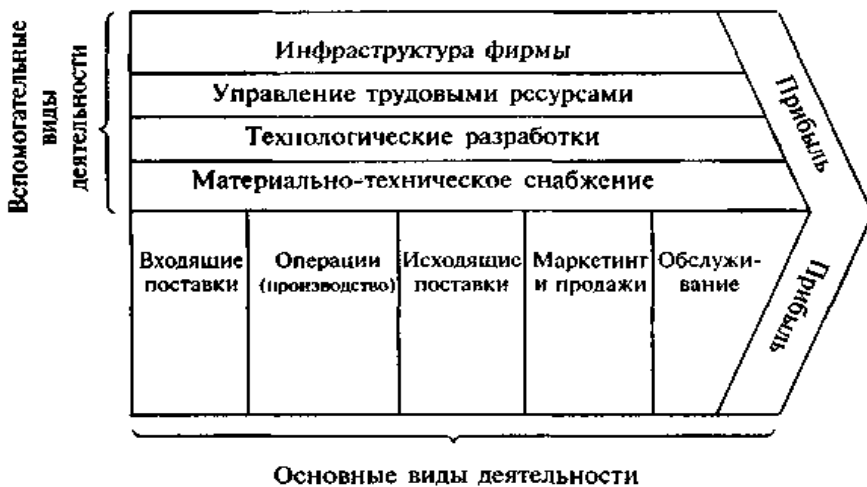 Вспомогательные
виды
деятельности
Инфраструктура фирмы
Управление трудовыми ресурсами
Технологические разработки
Материально-техническое снабжение
Прибыль
Входящие
поставки
Операции
(производство)
Исходящие
поставки
Маркетинг
и продажи
Обслужи-
вание
Прибыль
Основные виды деятельности